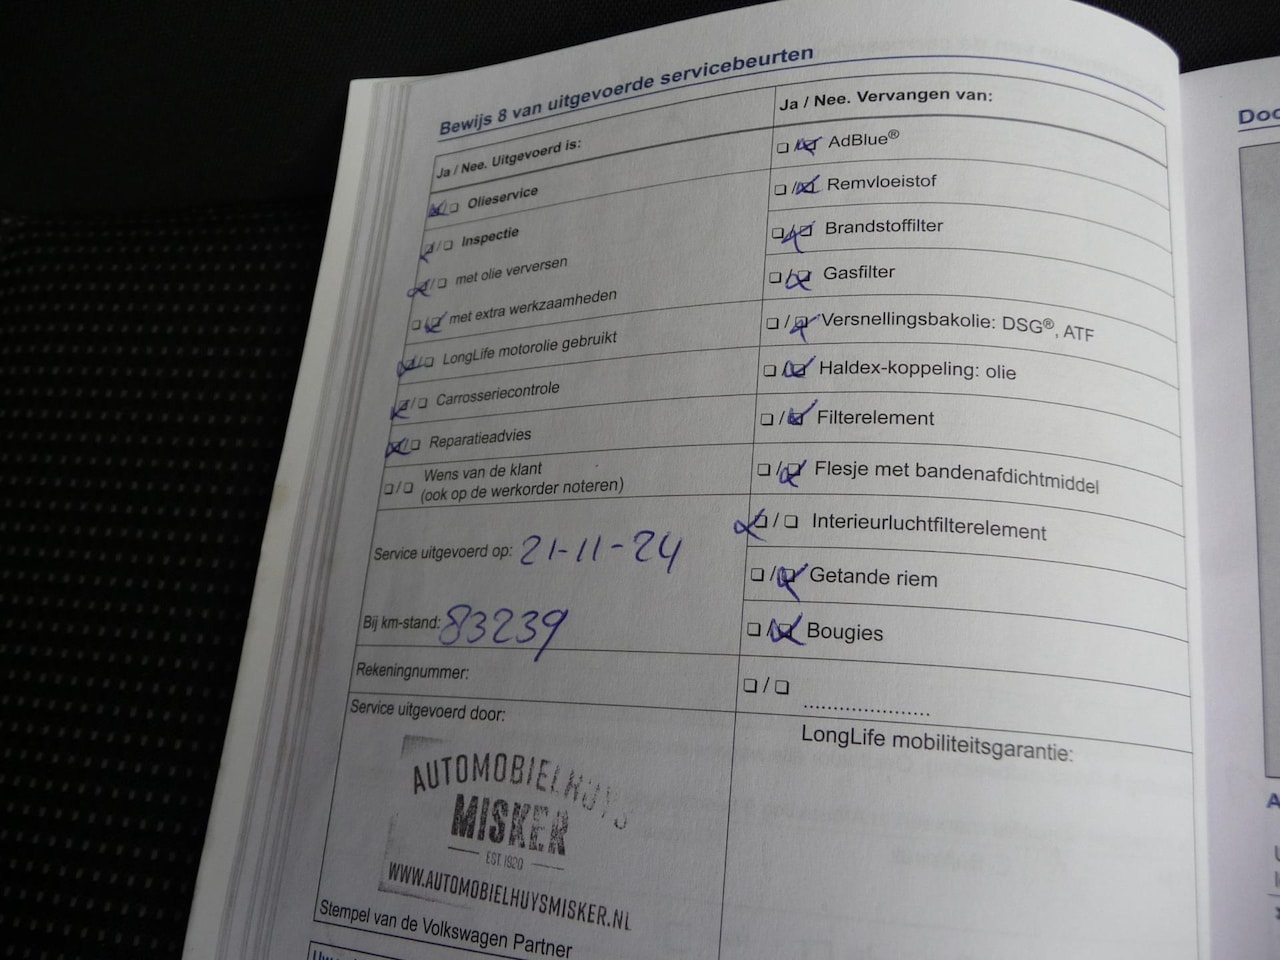 Bewijs 8 van uitgevoerde servicebeurten
Ja / Nee. Uitgevoerd is:
❏/❏ Olieservice
❏/❏ Inspectie
❏/❏ met olie verversen
❏/❏ met extra werkzaamheden
❏/❏ LongLife motorolie gebruikt
❏/❏ Carrosseriecontrole
❏/❏ Reparatieadvies
❏/❏ Wens van de klant
(ook op de werkorder noteren)
Service uitgevoerd op: 21-11-24
Bij km-stand: 83239
Rekeningnummer:
Service uitgevoerd door:
AUTOMOBIELHUYS
MISKER
EST. 1920
WWW.AUTOMOBIELHUYSMISKER.NL
Stempel van de Volkswagen Partner
Ja / Nee. Vervangen van:
❏/❏ AdBlue®
❏/❏ Remvloeistof
❏/❏ Brandstoffilter
❏/❏ Gasfilter
❏/❏ Versnellingsbakolie: DSG®, ATF
❏/❏ Haldex-koppeling: olie
❏/❏ Filterelement
❏/❏ Flesje met bandenafdichtmiddel
❏/❏ Interieurluchtfilterelement
❏/❏ Getande riem
❏/❏ Bougies
❏/❏ .....................
LongLife mobiliteitsgarantie: